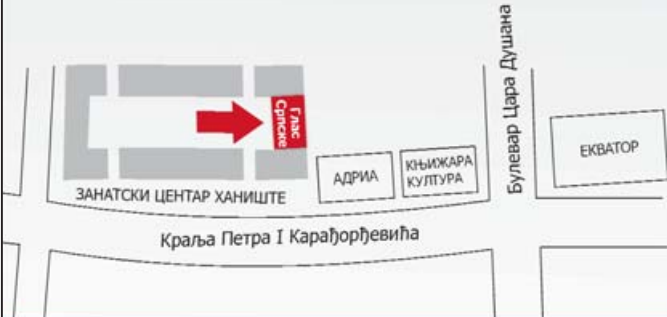 Булевар Цара Душана
Глас
Српске
ЕКВАТОР
АДРИА
КЊИЖАРА
КУЛТУРА
ЗАНАТСКИ ЦЕНТАР ХАНИШТЕ
Краља Петра I Карађорђевића